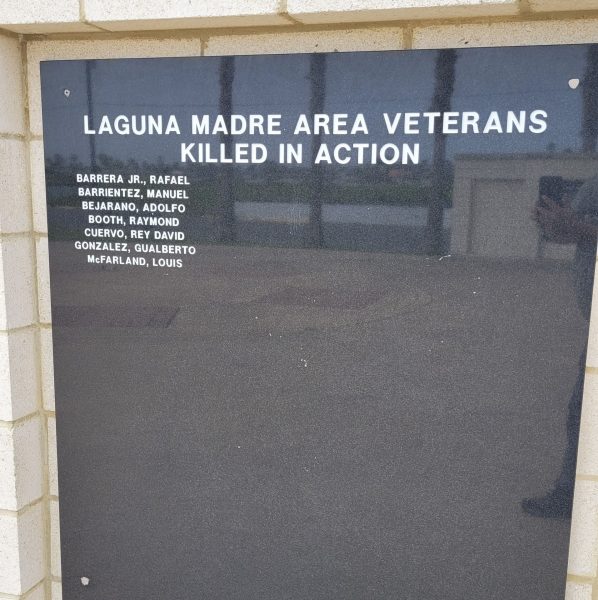 LAGUNA MADRE AREA VETERANS
KILLED IN ACTION
BARRERA JR., RAFAEL
BARRIENTEZ, MANUEL
BEJARANO, ADOLFO
BOOTH, RAYMOND
CUERVO, REY DAVID
GONZALEZ, GUALBERTO
McFARLAND, LOUIS